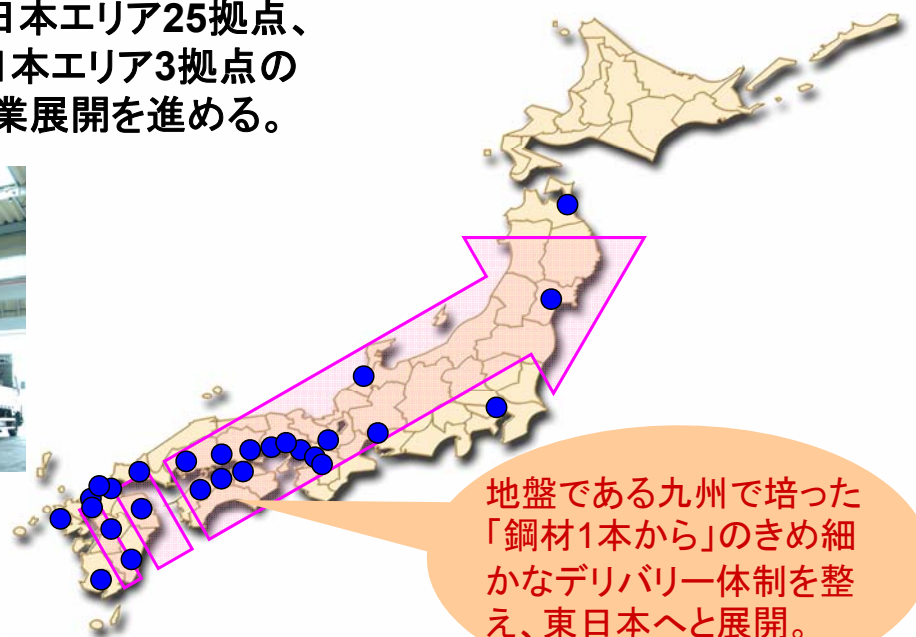 日本エリア25拠点、
日本エリア3拠点の
業展開を進める。
地盤である九州で培った
「鋼材1本から」のきめ細
かなデリバリー体制を整
え、東日本へと展開。